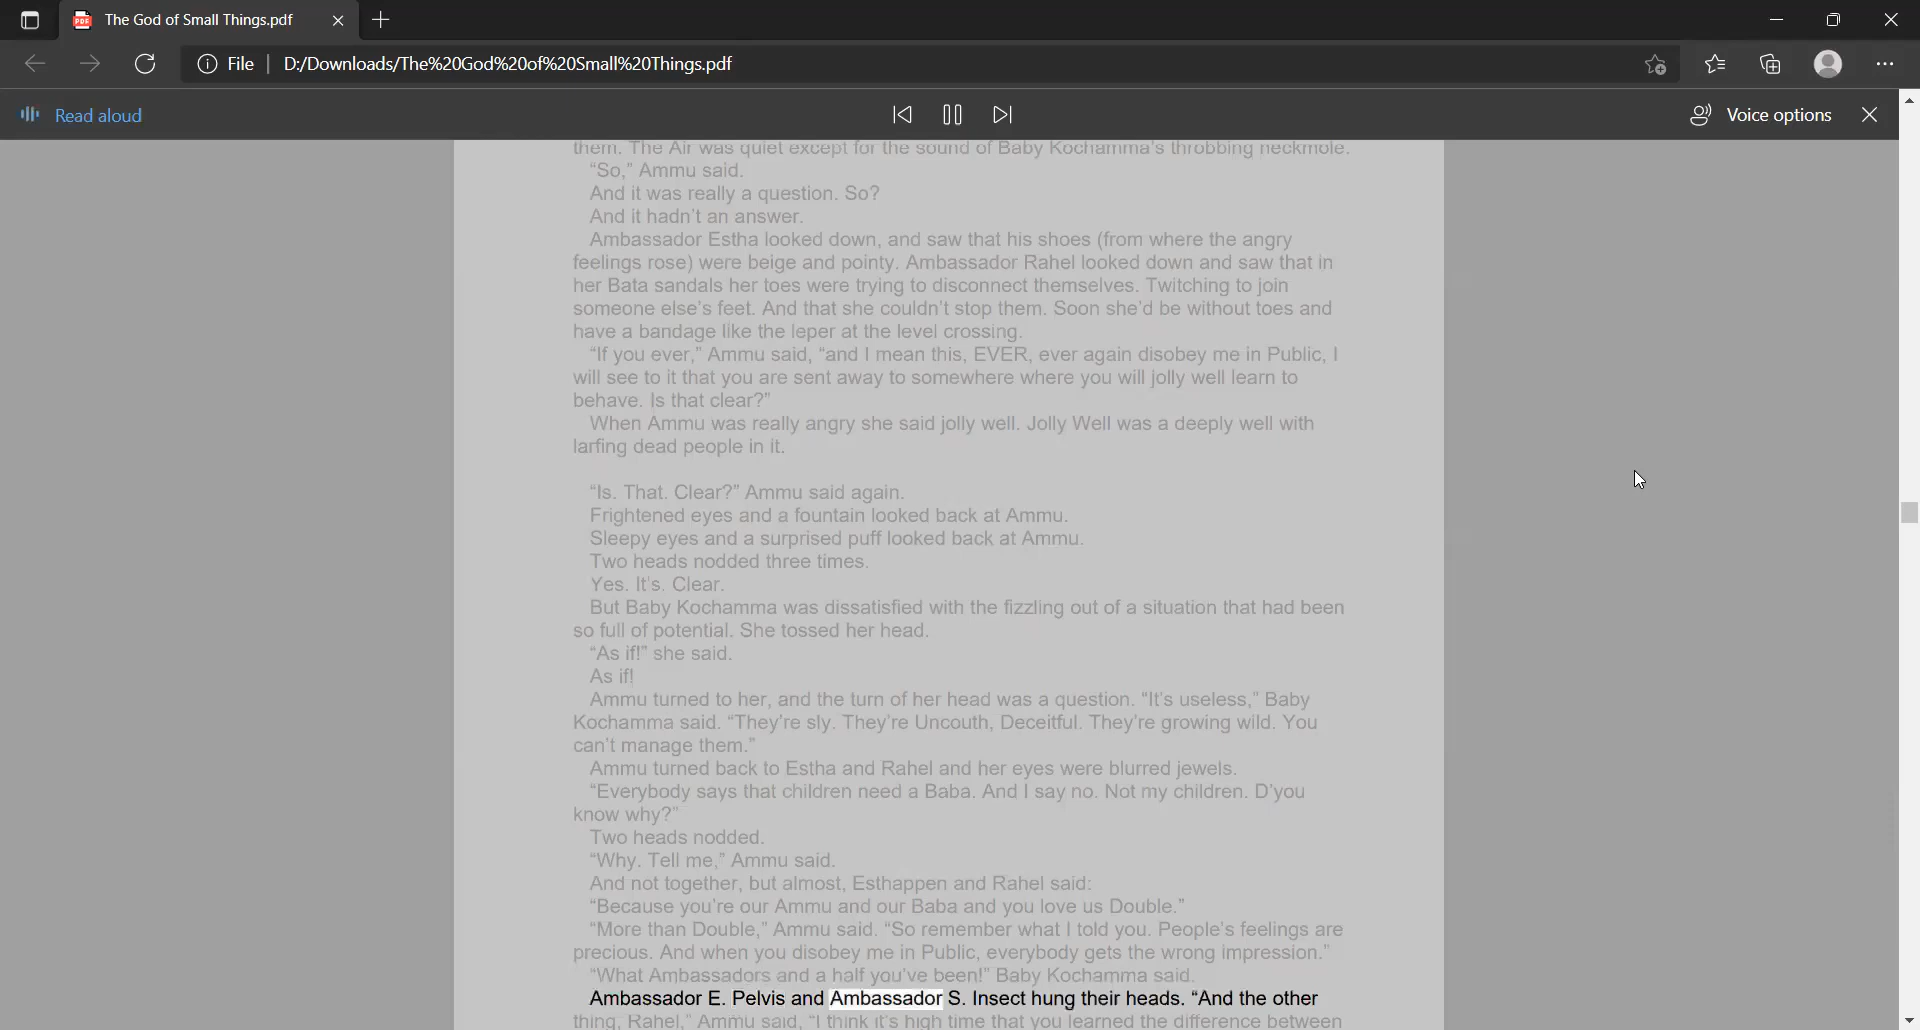 The God of Small Things.pdf
File
D:/Downloads/The%20God%20of%20Small%20Things.pdf
Read aloud
Voice options
them. The Air was quiet except for the sound of Baby Kochamma's throbbing neckmole.
“So,” Ammu said.
And it was really a question. So?
And it hadn't an answer.
Ambassador Estha looked down, and saw that his shoes (from where the angry
feelings rose) were beige and pointy. Ambassador Rahel looked down and saw that in
her Bata sandals her toes were trying to disconnect themselves. Twitching to join
someone else's feet. And that she couldn't stop them. Soon she'd be without toes and
have a bandage like the leper at the level crossing.
“If you ever,” Ammu said, “and I mean this, EVER, ever again disobey me in Public, I
will see to it that you are sent away to somewhere where you will jolly well learn to
behave. Is that clear?”
When Ammu was really angry she said jolly well. Jolly Well was a deeply well with
larfing dead people in it.
“Is. That. Clear?” Ammu said again.
Frightened eyes and a fountain looked back at Ammu.
Sleepy eyes and a surprised puff looked back at Ammu.
Two heads nodded three times.
Yes. It's. Clear.
But Baby Kochamma was dissatisfied with the fizzling out of a situation that had been
so full of potential. She tossed her head.
“As if!” she said.
As if!
Ammu turned to her, and the turn of her head was a question. “It's useless,” Baby
Kochamma said. “They're sly. They're Uncouth, Deceitful. They're growing wild. You
can't manage them.”
Ammu turned back to Estha and Rahel and her eyes were blurred jewels.
“Everybody says that children need a Baba. And I say no. Not my children. D'you
know why?”
Two heads nodded.
“Why. Tell me,” Ammu said.
And not together, but almost, Esthappen and Rahel said:
“Because you're our Ammu and our Baba and you love us Double.”
“More than Double,” Ammu said. “So remember what I told you. People's feelings are
precious. And when you disobey me in Public, everybody gets the wrong impression.”
“What Ambassadors and a half you've been!” Baby Kochamma said.
Ambassador E. Pelvis and Ambassador S. Insect hung their heads. “And the other
thing, Rahel,” Ammu said, “I think it's high time that you learned the difference between